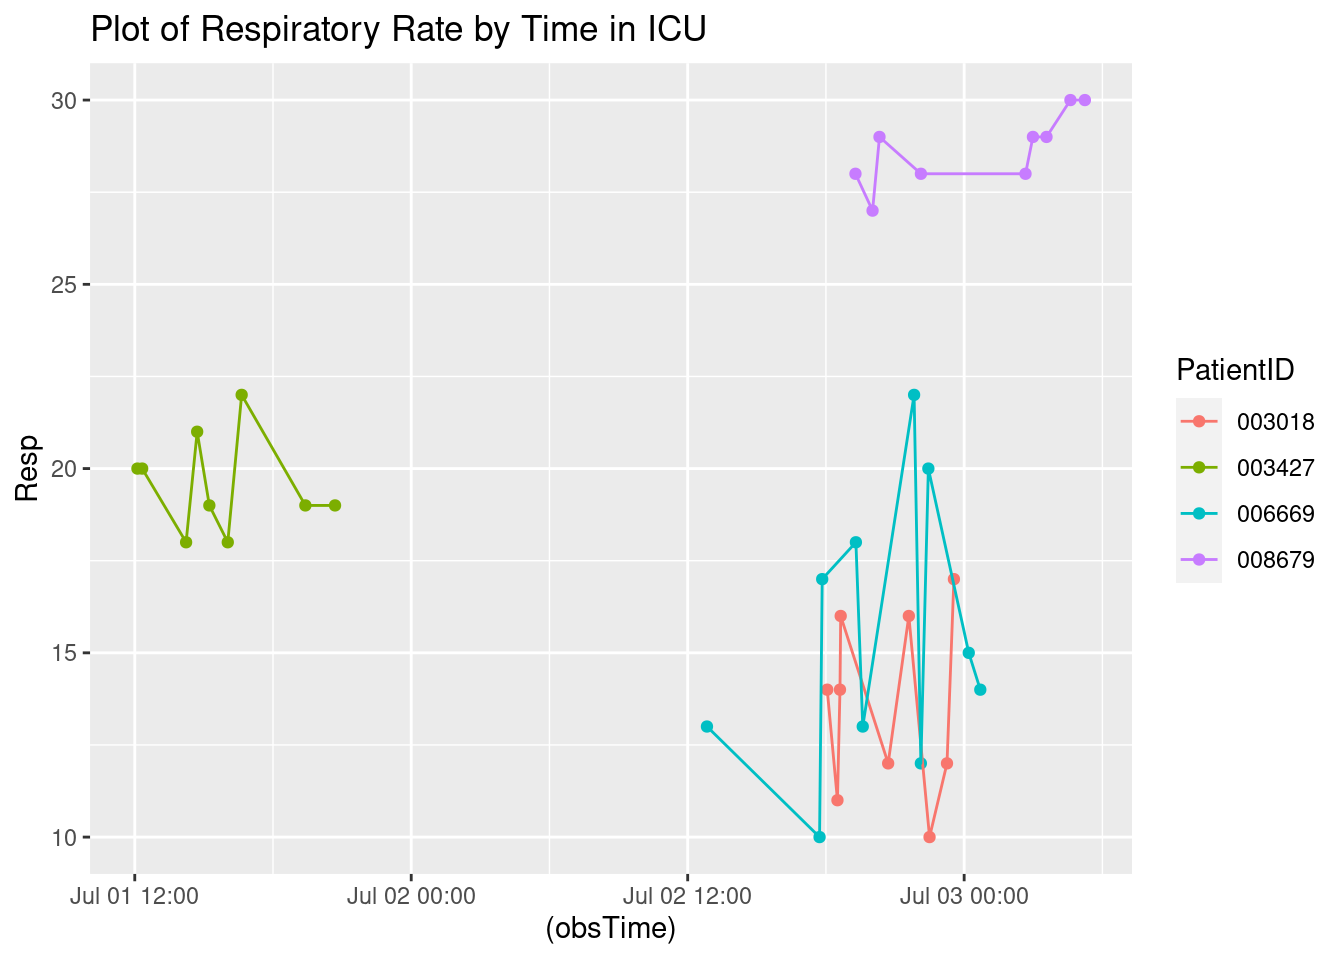 Plot of Respiratory Rate by Time in ICU
30
25
20
15
10
Resp
Jul 01 12:00
Jul 02 00:00
Jul 02 12:00
Jul 03 00:00
(obsTime)
PatientID
003018
003427
006669
008679